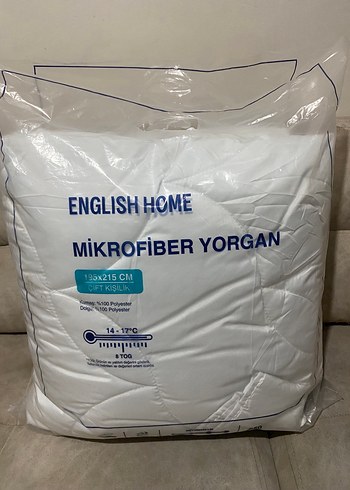 ENGLISH HOME
MİKROFİBER YORGAN
195x215 CM
ÇİFT KİŞİLİK
Kumaş: %100 Polyester
Dolgu: %100 Polyester
14 - 17°C
8 TOG